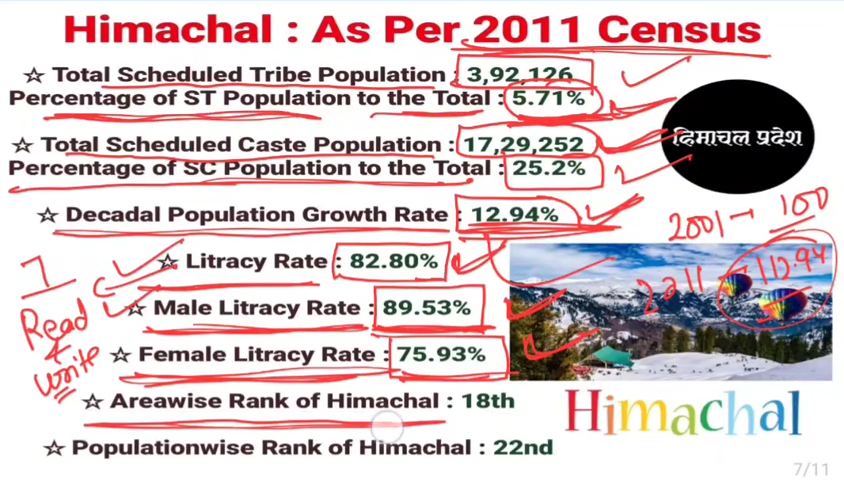 Himachal : As Per 2011 Census
☆ Total Scheduled Tribe Population : 3,92,126
Percentage of ST Population to the Total : 5.71%
☆ Total Scheduled Caste Population : 17,29,252
Percentage of SC Population to the Total : 25.2%
हिमाचल प्रदेश
☆ Decadal Population Growth Rate : 12.94%
2001 → 100
2011 → 112.94
☆ Litracy Rate : 82.80%
☆ Male Litracy Rate : 89.53%
☆ Female Litracy Rate : 75.93%
7
Read
+
write
☆ Areawise Rank of Himachal : 18th
☆ Populationwise Rank of Himachal : 22nd
Himachal
7/11